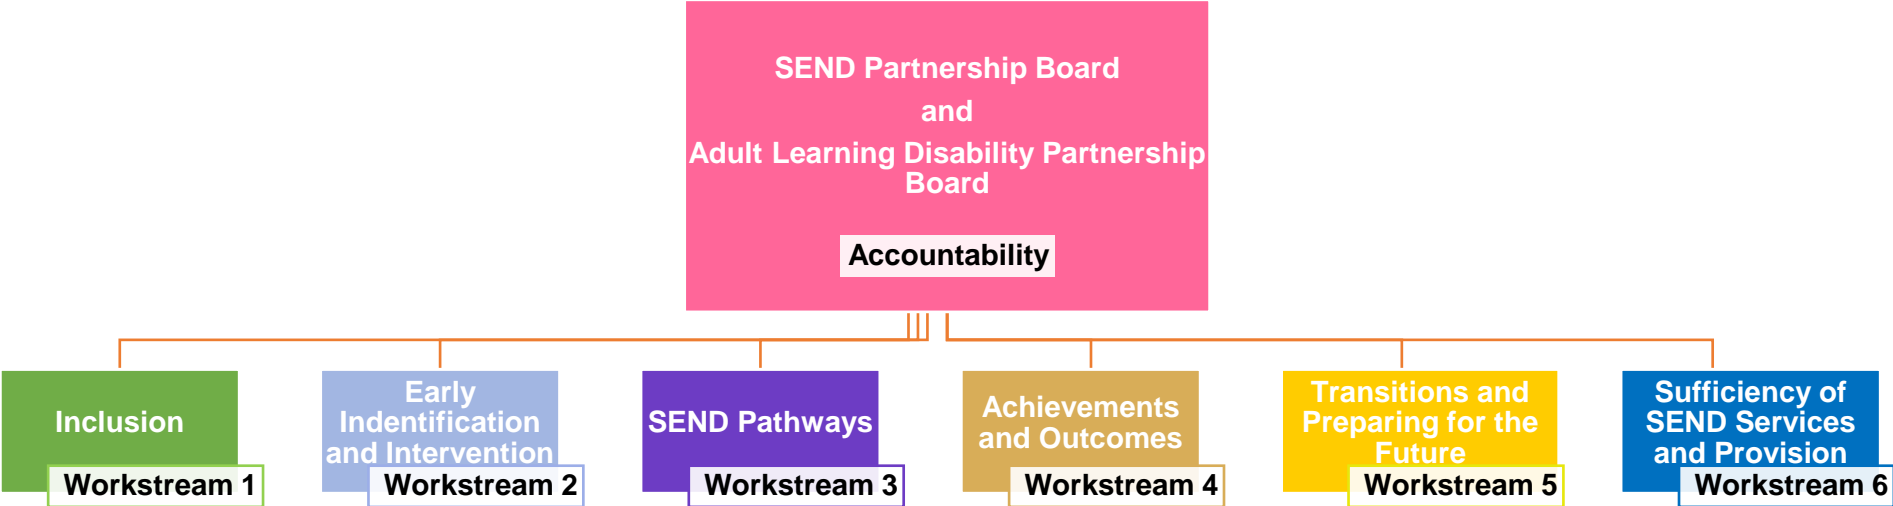 SEND Partnership Board
and
Adult Learning Disability Partnership
Board
Accountability
Inclusion
Workstream 1
Early
Indentification
and Intervention
Workstream 2
SEND Pathways
Workstream 3
Achievements
and Outcomes
Workstream 4
Transitions and
Preparing for the
Future
Workstream 5
Sufficiency of
SEND Services
and Provision
Workstream 6